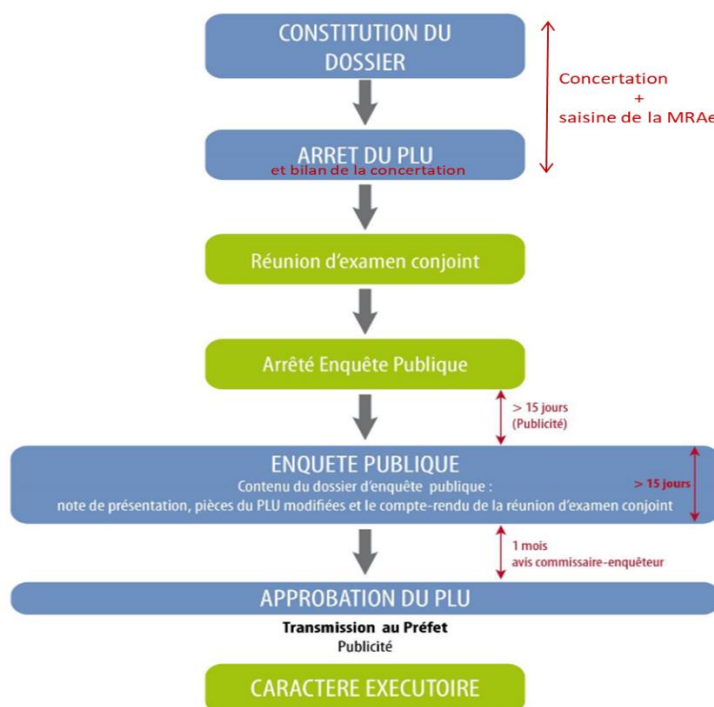 CONSTITUTION DU
DOSSIER
Concertation
+
saisine de la MRAe
ARRET DU PLU
et bilan de la concertation
Réunion d'examen conjoint
Arrêté Enquête Publique
> 15 jours
(Publicité)
ENQUETE PUBLIQUE
Contenu du dossier d'enquête publique :
note de présentation, pièces du PLU modifiées et le compte-rendu de la réunion d'examen conjoint
> 15 jours
1 mois
avis commissaire-enquêteur
APPROBATION DU PLU
Transmission au Préfet
Publicité
CARACTERE EXECUTOIRE